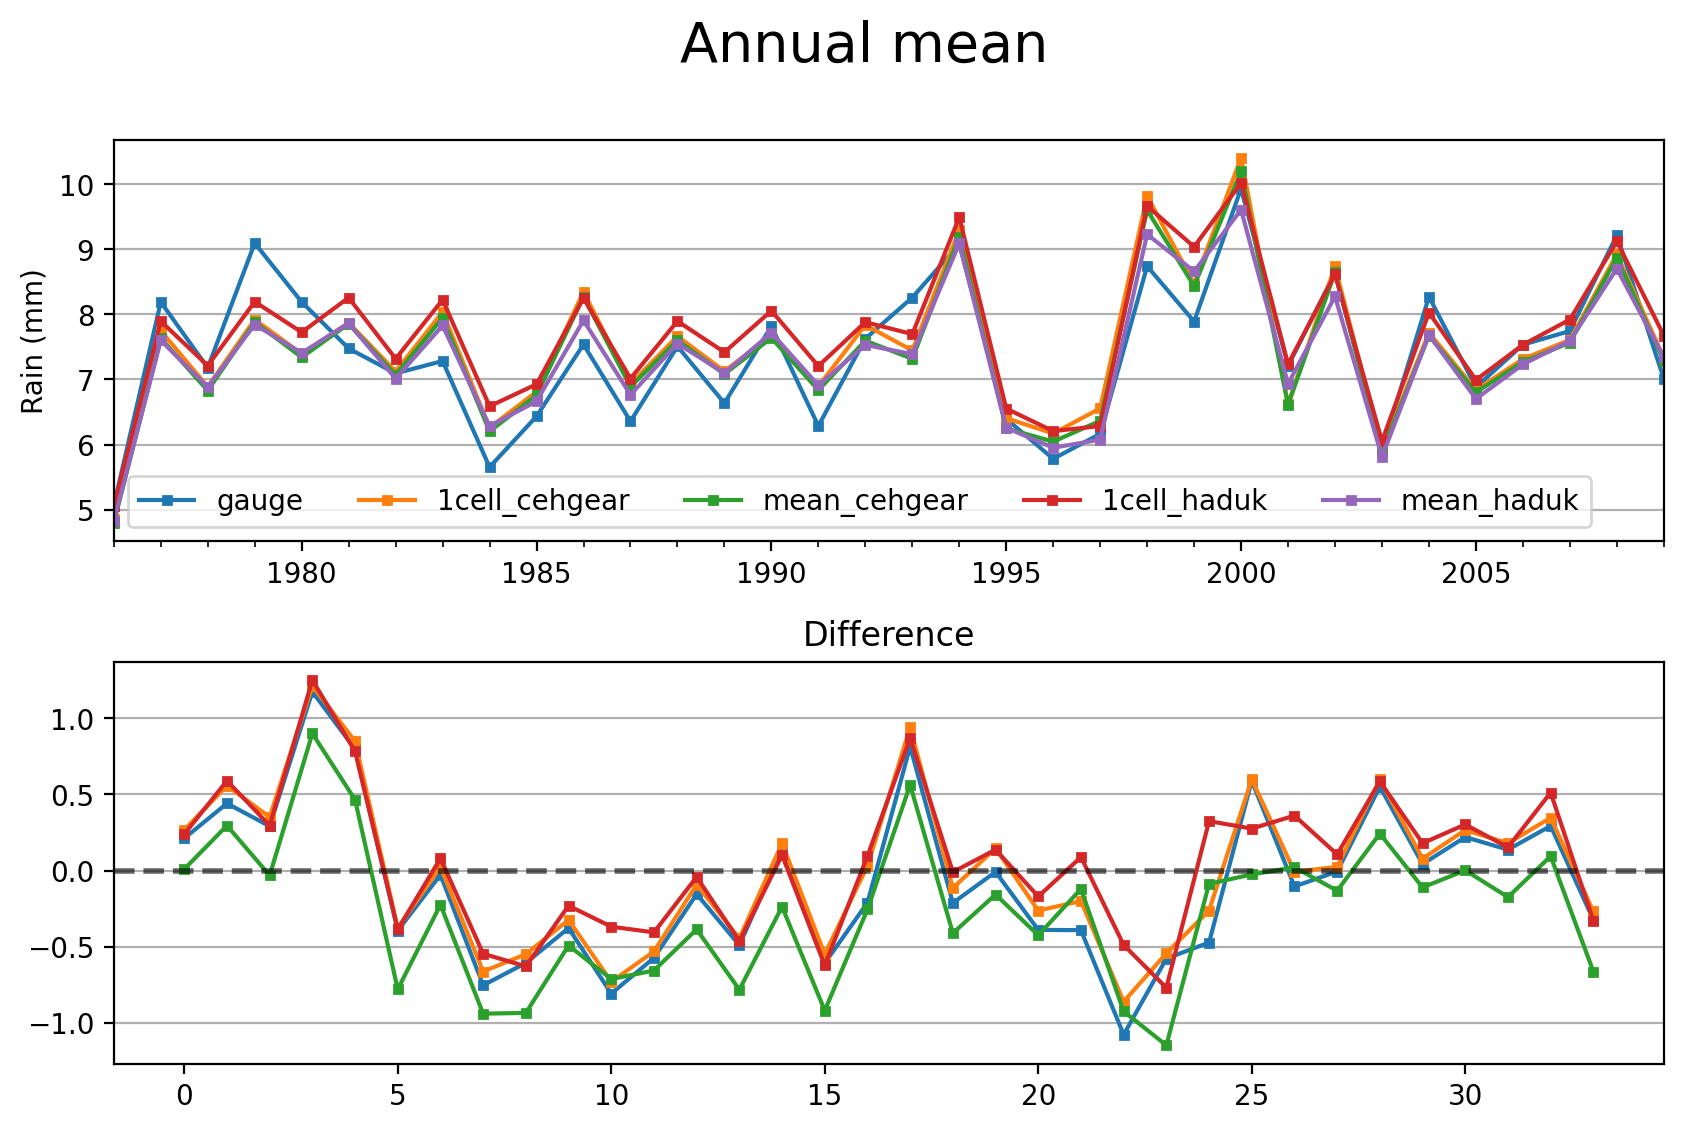 Annual mean
Rain (mm)
10
9
8
7
6
5
gauge 1cell_cehgear mean_cehgear 1cell_haduk mean_haduk
1980 1985 1990 1995 2000 2005
Difference
1.0
0.5
0.0
−0.5
−1.0
0 5 10 15 20 25 30